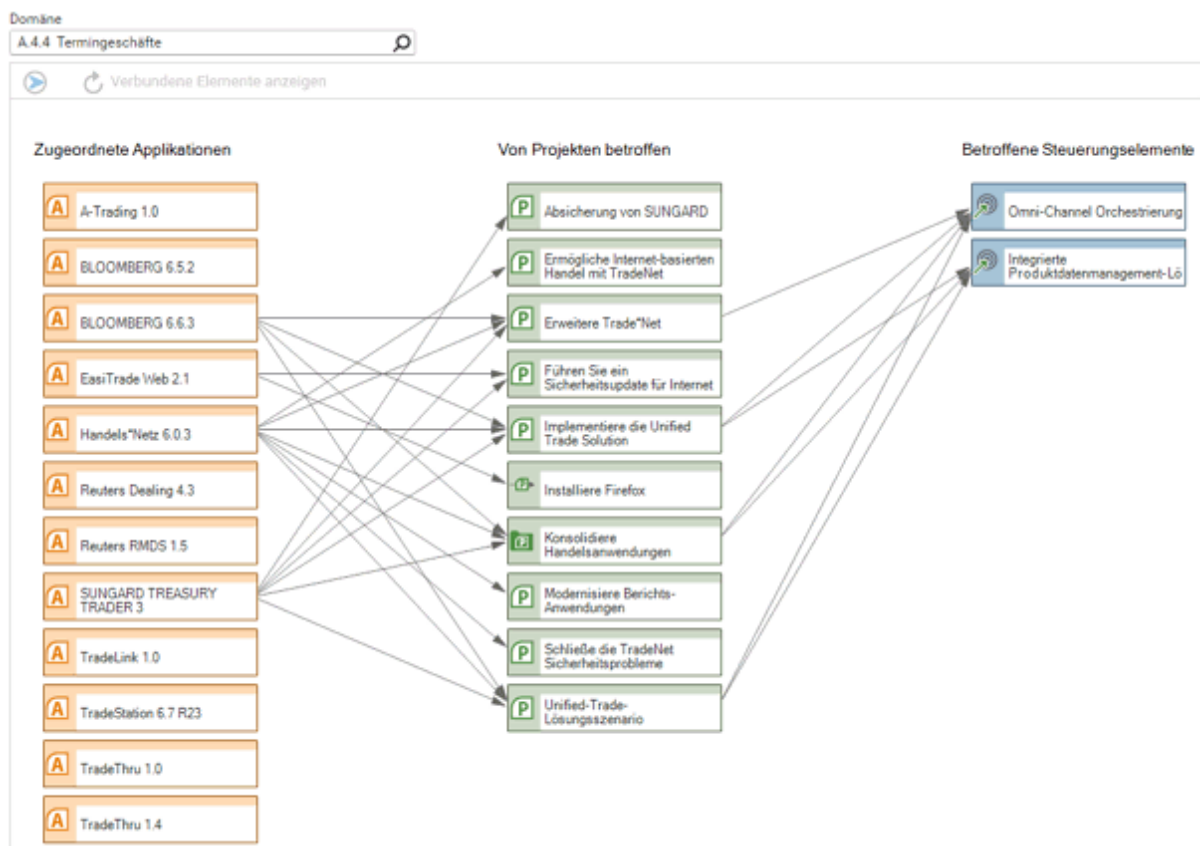 Domäne
A.4.4 Termingeschäfte
Verbundene Elemente anzeigen
Zugeordnete Applikationen
Von Projekten betroffen
Betroffene Steuerungselemente
A A-Trading 1.0
A BLOOMBERG 6.5.2
A BLOOMBERG 6.6.3
A EasiTrade Web 2.1
A Handels*Netz 6.0.3
A Reuters Dealing 4.3
A Reuters RMDS 1.5
A SUNGARD TREASURY
TRADER 3
A TradeLink 1.0
A TradeStation 6.7 R23
A TradeThru 1.0
A TradeThru 1.4
P Absicherung von SUNGARD
P Ermögliche Internet-basierten
Handel mit TradeNet
P Erweitere Trade*Net
P Führen Sie ein
Sicherheitsupdate für Internet
P Implementiere die Unified
Trade Solution
P Installiere Firefox
P Konsolidiere
Handelsanwendungen
P Modernisiere Berichts-
Anwendungen
P Schließe die TradeNet
Sicherheitsprobleme
P Unified-Trade-
Lösungsszenario
Omni-Channel Orchestrierung
Integrierte
Produktdatenmanagement-Lö